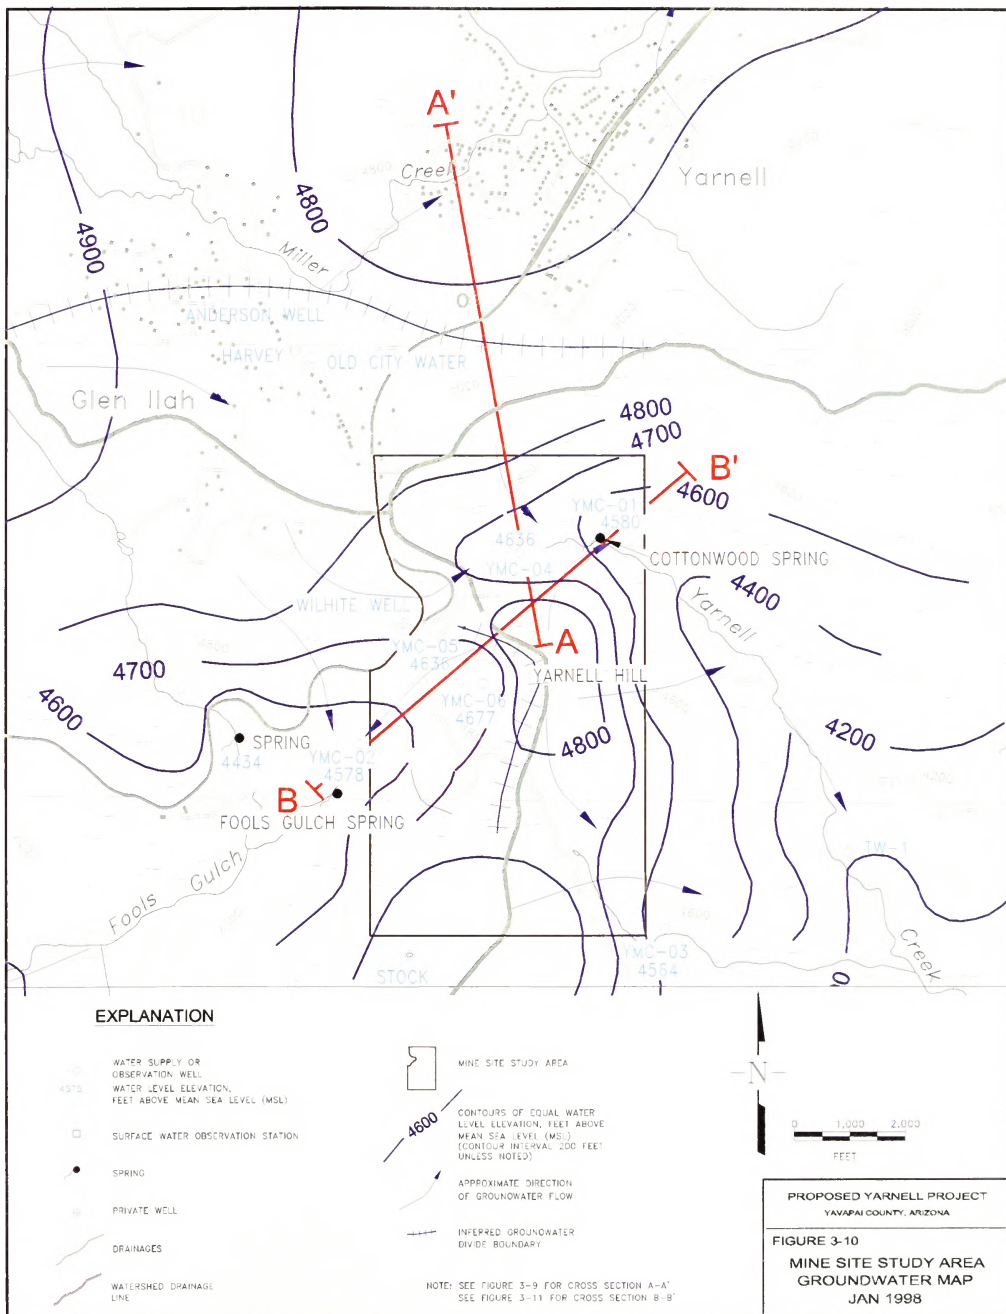 A'
Creek
Yarnell
4800
4800
4900
Miller
ANDERSON WELL
HARVEY
OLD CITY WATER
Glen Ilah
4800
4700
B'
4600
YMC-01
4580
4636
COTTONWOOD SPRING
YMC-04
4400
Yarnell
WILHITE WELL
A
YMC-05
4636
YARNELL HILL
4700
YMC-06
4677
4600
4200
SPRING
4434
4800
YMC-02
4578
B
FOOLS GULCH SPRING
TW-1
Fools Gulch
Creek
YMC-03
4564
STOCK
0
EXPLANATION
WATER SUPPLY OR
OBSERVATION WELL
4575
WATER LEVEL ELEVATION,
FEET ABOVE MEAN SEA LEVEL (MSL)
SURFACE WATER OBSERVATION STATION
SPRING
PRIVATE WELL
DRAINAGES
WATERSHED DRAINAGE
LINE
MINE SITE STUDY AREA
4600
CONTOURS OF EQUAL WATER
LEVEL ELEVATION, FEET ABOVE
MEAN SEA LEVEL (MSL)
(CONTOUR INTERVAL 200 FEET
UNLESS NOTED)
APPROXIMATE DIRECTION
OF GROUNDWATER FLOW
INFERRED GROUNDWATER
DIVIDE BOUNDARY
NOTE: SEE FIGURE 3-9 FOR CROSS SECTION A-A'
SEE FIGURE 3-11 FOR CROSS SECTION B-B'
N
0 1,000 2,000
FEET
PROPOSED YARNELL PROJECT
YAVAPAI COUNTY, ARIZONA
FIGURE 3-10
MINE SITE STUDY AREA
GROUNDWATER MAP
JAN 1998